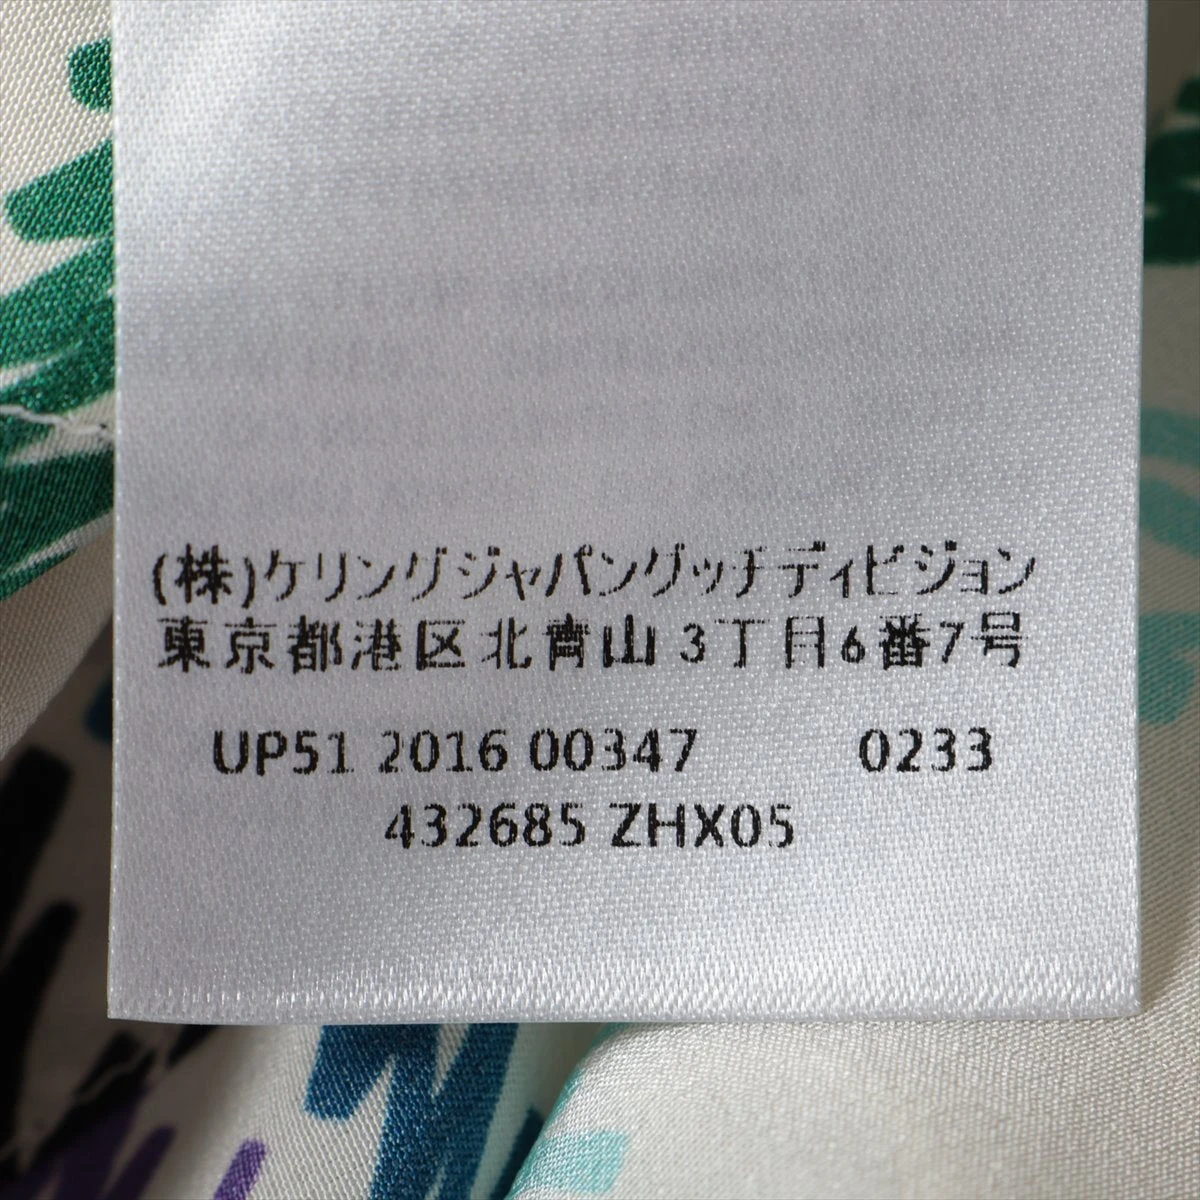 (株)ケリングジャパングッチディビジョン
東京都港区北青山3丁目6番7号
UP51 2016 00347 0233
432685 ZHX05